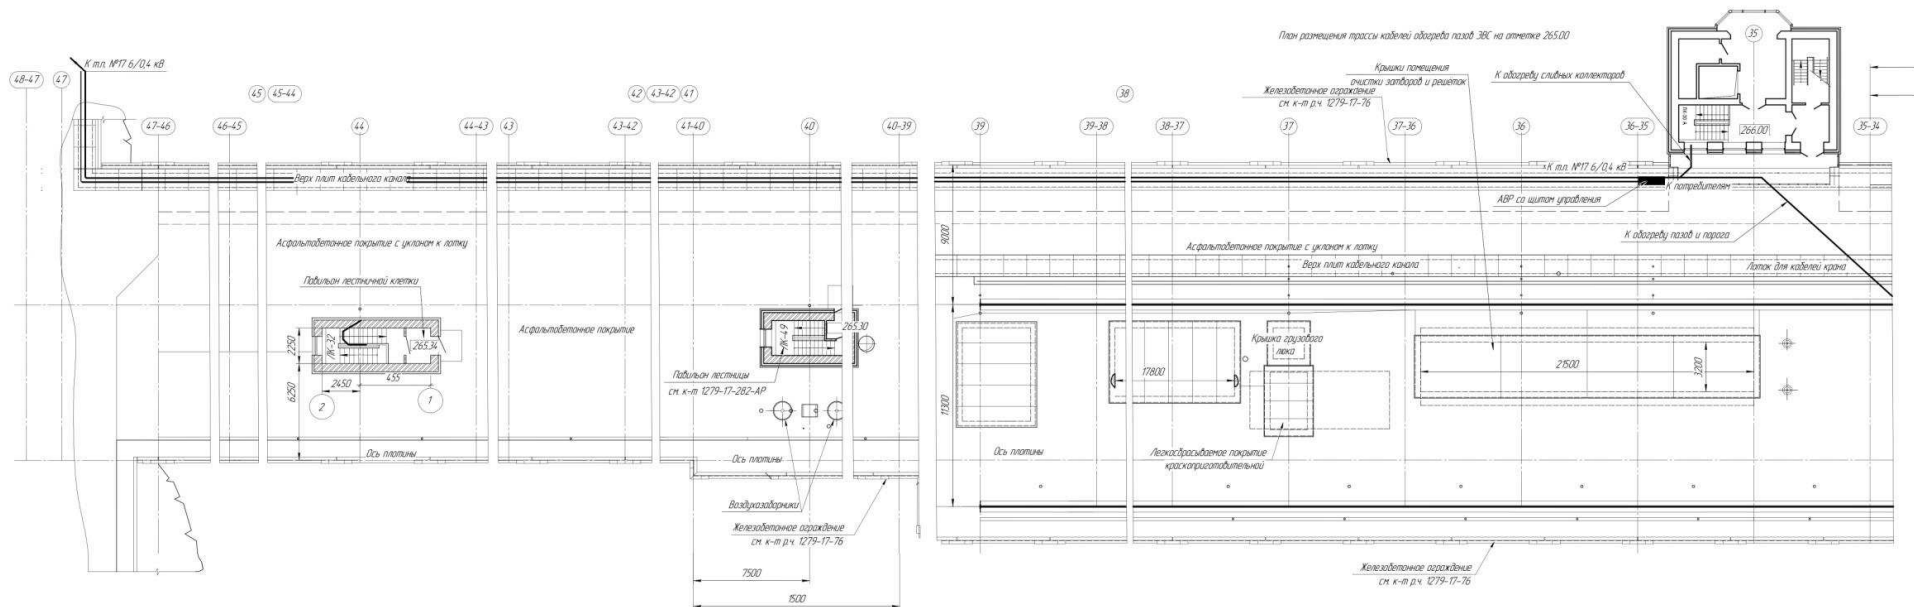 План размещения трассы кабелей обогрева пазов ЭВС на отметке 265.00
К т.п. №17 6/0,4 кВ
48-47
47
45
45-44
42
43-42
41
38
35
47-46
46-45
44
44-43
43
43-42
41-40
40
40-39
39
39-38
38-37
37
37-36
36
36-35
35-34
Крышки помещения
очистки затворов и решёток
Железобетонное ограждение
см. к-т р.ч. 1279-17-76
К обогреву сливных коллекторов
266.00
Верх плит кабельного канала
К т.п. №17 6/0,4 кВ
К потребителям
АВР со щитом управления
К обогреву пазов и порога
Асфальтобетонное покрытие с уклоном к лотку
9000
Асфальтобетонное покрытие с уклоном к лотку
Верх плит кабельного канала
Лоток для кабелей крана
Павильон лестничной клетки
ЛК-32
265.34
2250
6250
2450
455
2
1
Асфальтобетонное покрытие
ЛК-49
265.30
Павильон лестницы
см. к-т 1279-17-282-АР
Крышка грузового
люка
17800
21500
3200
11300
Ось плотины
Ось плотины
Ось плотины
Легкосбрасываемое покрытие
краскоприготовительной
Воздухозаборники
Железобетонное ограждение
см. к-т р.ч. 1279-17-76
7500
1500
Железобетонное ограждение
см. к-т р.ч. 1279-17-76